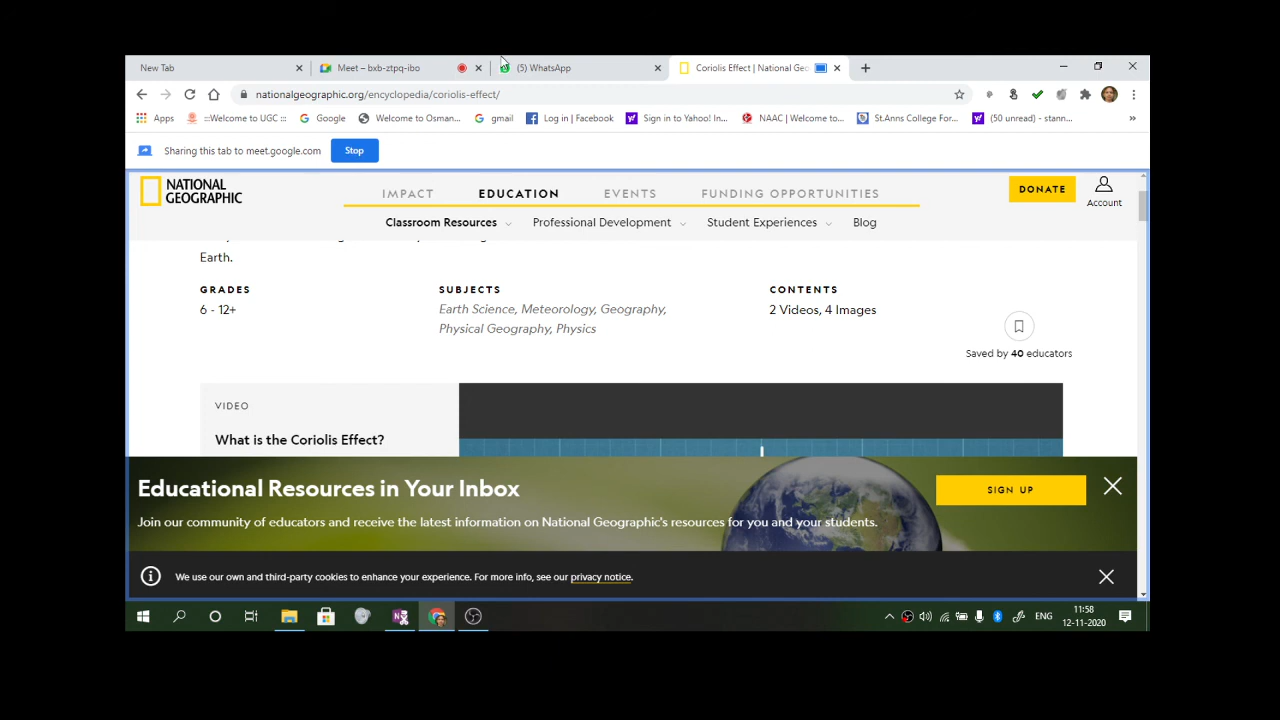 New Tab
Meet – bxb-ztpq-ibo
(5) WhatsApp
Coriolis Effect | National Geo
nationalgeographic.org/encyclopedia/coriolis-effect/
Apps
:::Welcome to UGC :::
Google
Welcome to Osman...
gmail
Log in | Facebook
Sign in to Yahoo! In...
NAAC | Welcome to...
St.Anns College For...
(50 unread) - stann...
Sharing this tab to meet.google.com
Stop
NATIONAL
GEOGRAPHIC
IMPACT
EDUCATION
EVENTS
FUNDING OPPORTUNITIES
DONATE
Account
Classroom Resources
Professional Development
Student Experiences
Blog
Earth.
GRADES
6 - 12+
SUBJECTS
Earth Science, Meteorology, Geography,
Physical Geography, Physics
CONTENTS
2 Videos, 4 Images
Saved by 40 educators
VIDEO
What is the Coriolis Effect?
Educational Resources in Your Inbox
Join our community of educators and receive the latest information on National Geographic's resources for you and your students.
SIGN UP
We use our own and third-party cookies to enhance your experience. For more info, see our privacy notice.
ENG
11:58
12-11-2020